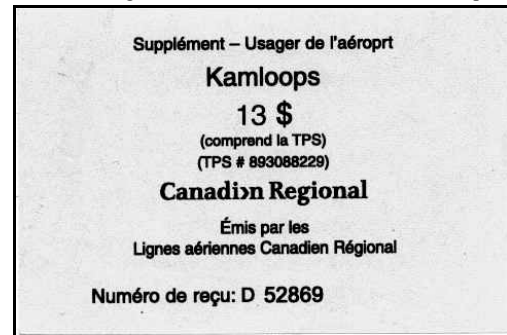 Supplément – Usager de l'aéroprt
Kamloops
13 $
(comprend la TPS)
(TPS # 893088229)
Canadi›n Regional
Émis par les
Lignes aériennes Canadien Régional
Numéro de reçu: D 52869